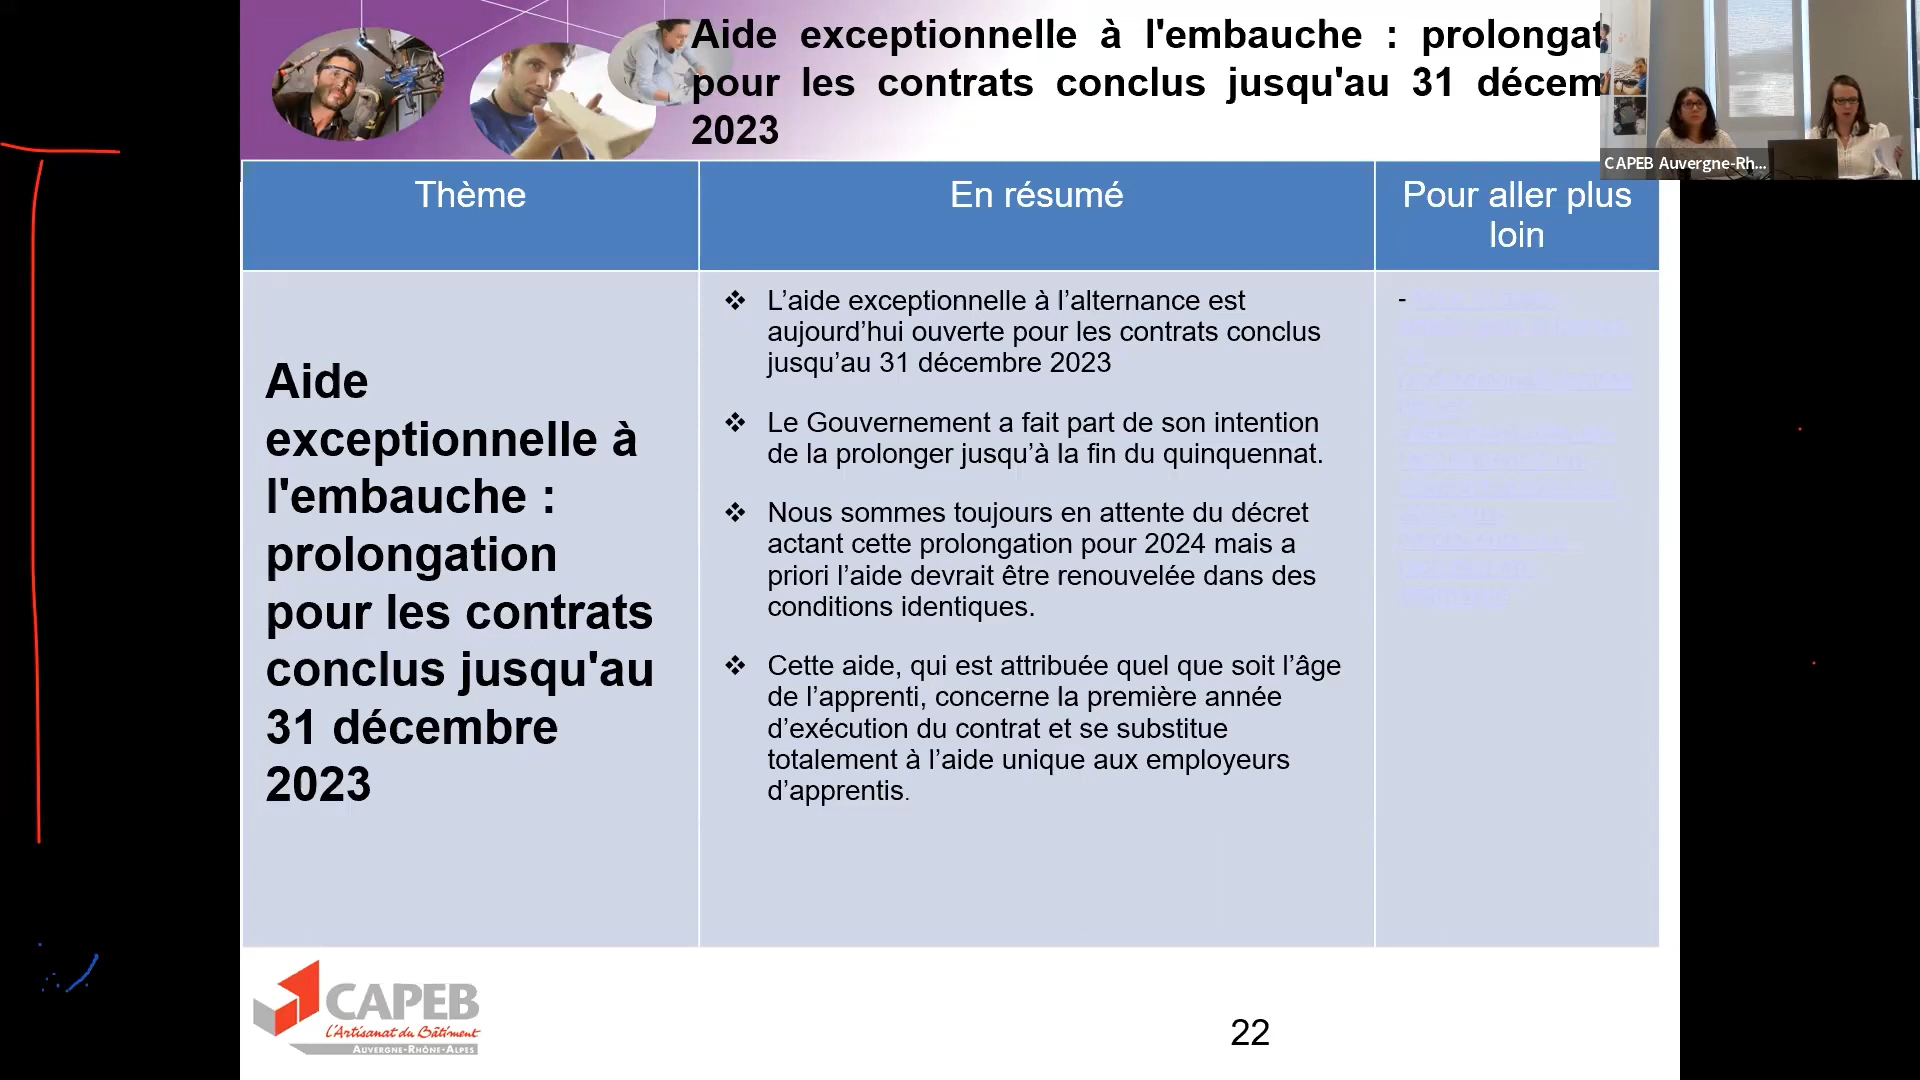 Aide exceptionnelle à l'embauche : prolongat
pour les contrats conclus jusqu'au 31 décem
2023
CAPEB Auvergne-Rh...
Thème
En résumé
Pour aller plus
loin
Aide
exceptionnelle à
l'embauche :
prolongation
pour les contrats
conclus jusqu'au
31 décembre
2023
❖ L’aide exceptionnelle à l’alternance est
aujourd’hui ouverte pour les contrats conclus
jusqu’au 31 décembre 2023
❖ Le Gouvernement a fait part de son intention
de la prolonger jusqu’à la fin du quinquennat.
❖ Nous sommes toujours en attente du décret
actant cette prolongation pour 2024 mais a
priori l’aide devrait être renouvelée dans des
conditions identiques.
❖ Cette aide, qui est attribuée quel que soit l’âge
de l’apprenti, concerne la première année
d’exécution du contrat et se substitue
totalement à l’aide unique aux employeurs
d’apprentis.
-
CAPEB
L'Artisanat du Bâtiment
AUVERGNE-RHÔNE-ALPES
22